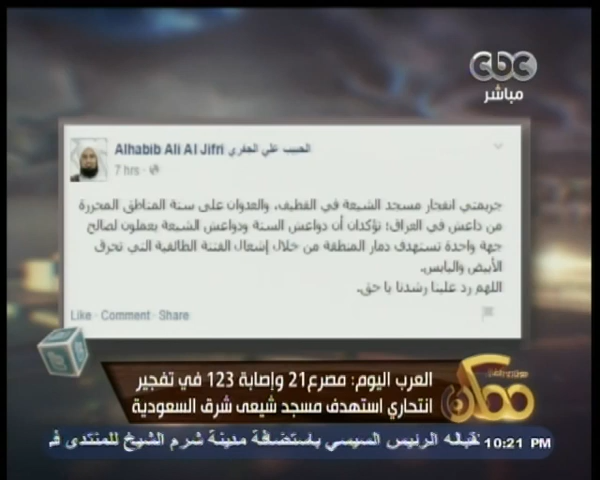 cbc
مباشر
Alhabib Ali Al Jifri الحبيب علي الجفري
7 hrs ·
جريمتي انفجار مسجد الشيعة في القطيف، والعدوان على سنة المناطق المحررة
من داعش في العراق؛ تؤكدان أن دواعش السنة ودواعش الشيعة يعملون لصالح
جهة واحدة تستهدف دمار المنطقة من خلال إشعال الفتنة الطائفية التي تحرق
الأبيض واليابس.
اللهم رد علينا رشدنا يا حق.
Like · Comment · Share
العرب اليوم: مصرع21 وإصابة 123 في تفجير
انتحاري استهدف مسجد شيعى شرق السعودية
ممكن
قباله الرئيس السيسي باستضافة مدينة شرم الشيخ للمنتدى في
10:21 PM